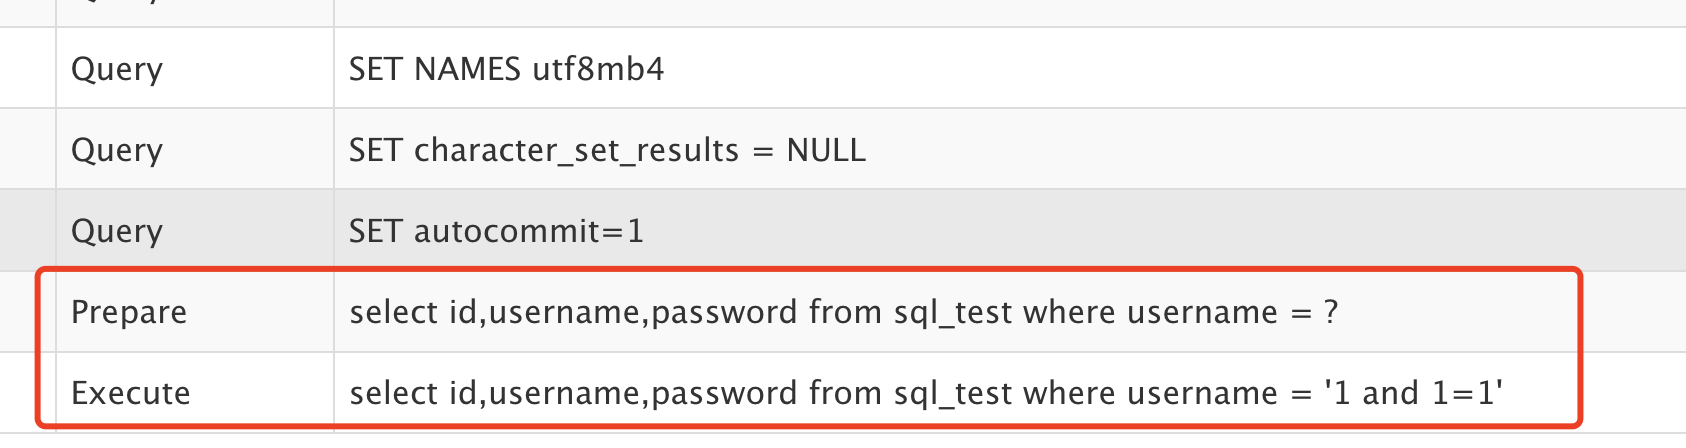 Query SET NAMES utf8mb4
Query SET character_set_results = NULL
Query SET autocommit=1
Prepare select id,username,password from sql_test where username = ?
Execute select id,username,password from sql_test where username = '1 and 1=1'